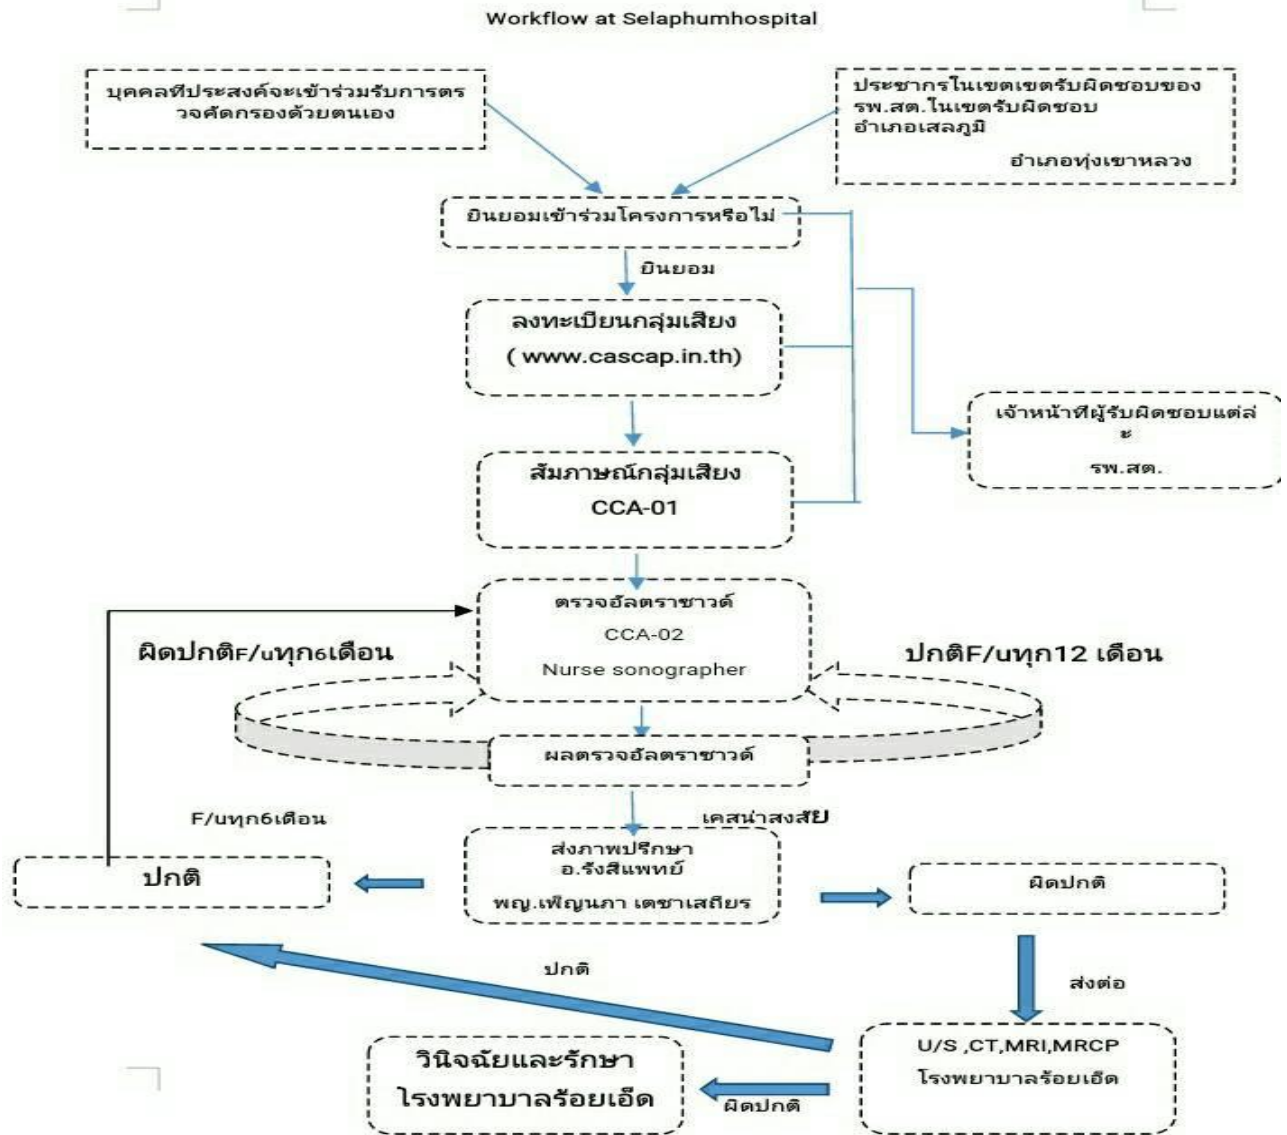 Workflow at Selaphumhospital
บุคคลที่ประสงค์จะเข้าร่วมรับการตร
วจคัดกรองด้วยตนเอง
ประชากรในเขตเขตรับผิดชอบของ
รพ.สต.ในเขตรับผิดชอบ
อำเภอเสลภูมิ
อำเภอทุ่งเขาหลวง
ยินยอมเข้าร่วมโครงการหรือไม่
ยินยอม
ลงทะเบียนกลุ่มเสี่ยง
( www.cascap.in.th)
เจ้าหน้าที่ผู้รับผิดชอบแต่ล่
ะ
รพ.สต.
สัมภาษณ์กลุ่มเสี่ยง
CCA-01
ตรวจอัลตราซาวด์
CCA-02
Nurse sonographer
ผิดปกติF/uทุก6เดือน
ปกติF/uทุก12 เดือน
ผลตรวจอัลตราซาวด์
F/uทุก6เดือน
เคสน่าสงสัย
ส่งภาพปรึกษา
อ.รังสีแพทย์
พญ.เพ็ญนภา เดชาเสถียร
ปกติ
ผิดปกติ
ปกติ
ส่งต่อ
U/S ,CT,MRI,MRCP
โรงพยาบาลร้อยเอ็ด
วินิจฉัยและรักษา
โรงพยาบาลร้อยเอ็ด
ผิดปกติ